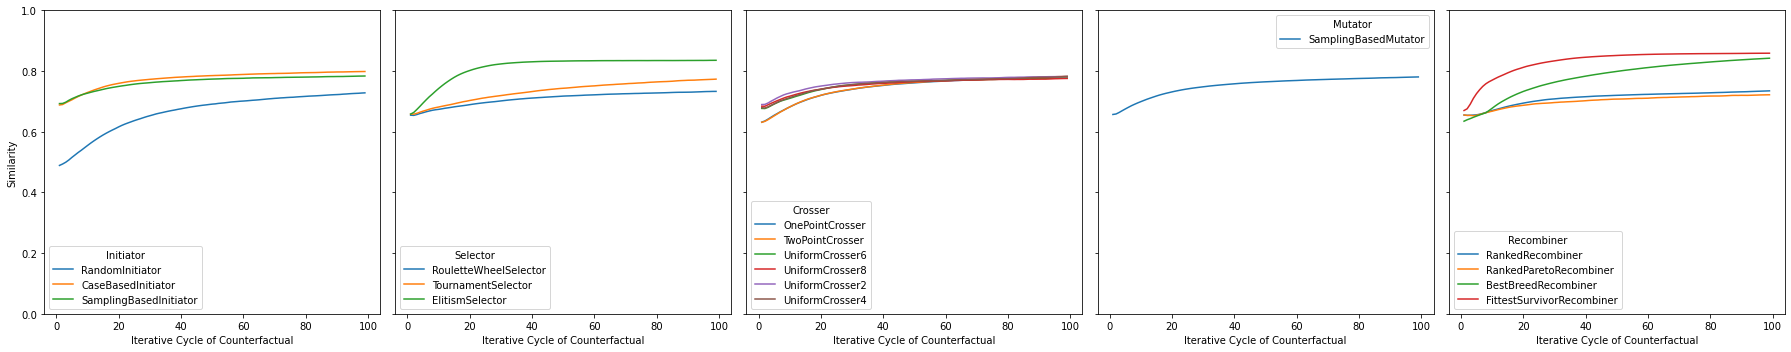 Similarity
1.0
0.8
0.6
0.4
0.2
0.0
Initiator
RandomInitiator
CaseBasedInitiator
SamplingBasedInitiator
0 20 40 60 80 100
Iterative Cycle of Counterfactual
Selector
RouletteWheelSelector
TournamentSelector
ElitismSelector
0 20 40 60 80 100
Iterative Cycle of Counterfactual
Crosser
OnePointCrosser
TwoPointCrosser
UniformCrosser6
UniformCrosser8
UniformCrosser2
UniformCrosser4
0 20 40 60 80 100
Iterative Cycle of Counterfactual
Mutator
SamplingBasedMutator
0 20 40 60 80 100
Iterative Cycle of Counterfactual
Recombiner
RankedRecombiner
RankedParetoRecombiner
BestBreedRecombiner
FittestSurvivorRecombiner
0 20 40 60 80 100
Iterative Cycle of Counterfactual